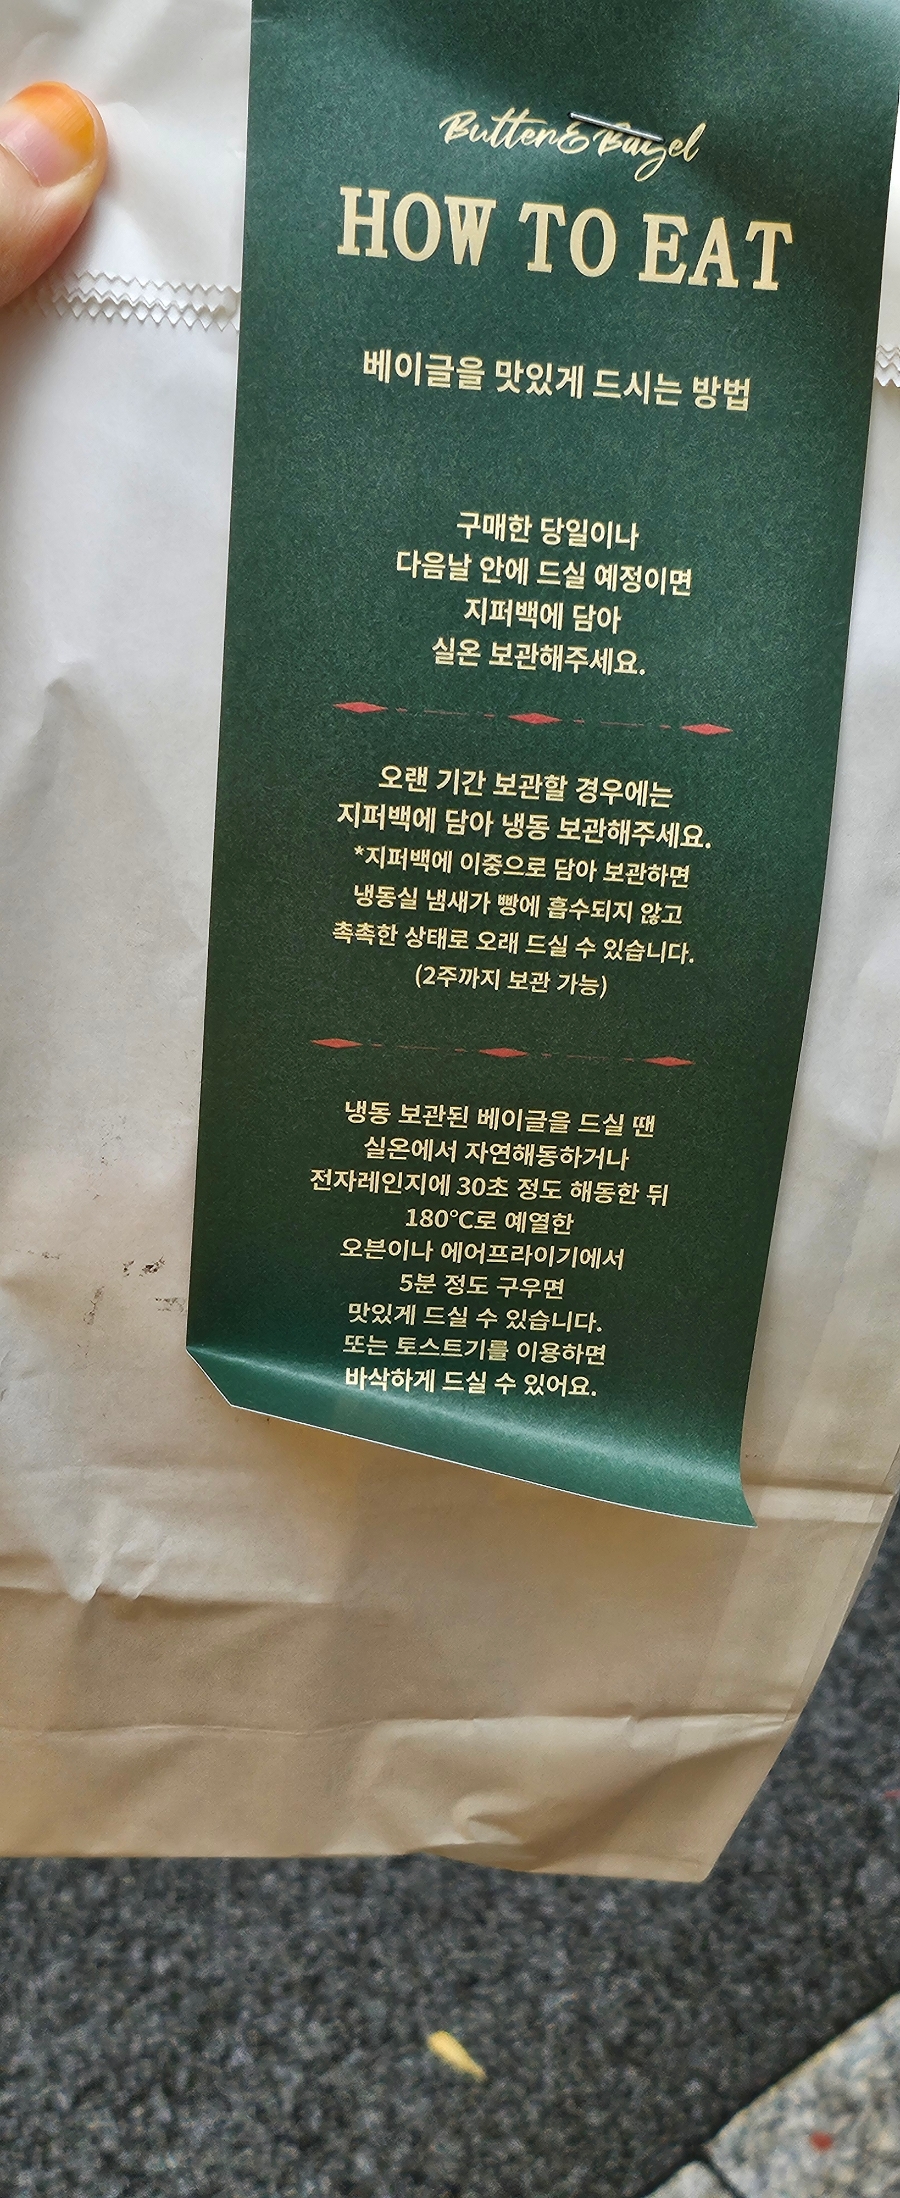 Butter&Bagel
HOW TO EAT
베이글을 맛있게 드시는 방법
구매한 당일이나
다음날 안에 드실 예정이면
지퍼백에 담아
실온 보관해주세요.
오랜 기간 보관할 경우에는
지퍼백에 담아 냉동 보관해주세요.
*지퍼백에 이중으로 담아 보관하면
냉동실 냄새가 빵에 흡수되지 않고
촉촉한 상태로 오래 드실 수 있습니다.
(2주까지 보관 가능)
냉동 보관된 베이글을 드실 땐
실온에서 자연해동하거나
전자레인지에 30초 정도 해동한 뒤
180℃로 예열한
오븐이나 에어프라이기에서
5분 정도 구우면
맛있게 드실 수 있습니다.
또는 토스트기를 이용하면
바삭하게 드실 수 있어요.